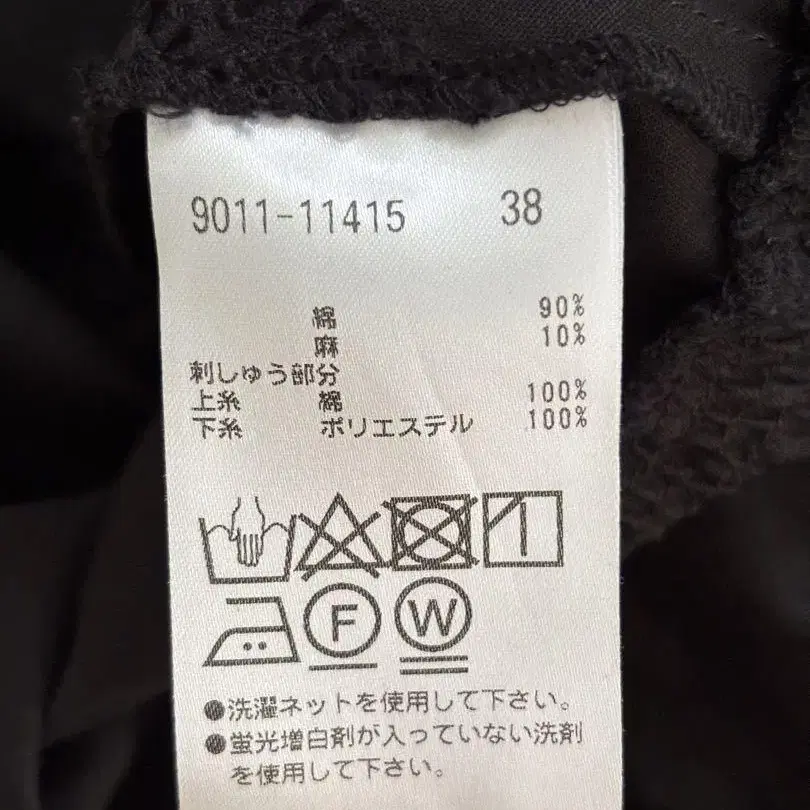 9011-11415 38
綿 90%
麻 10%
刺しゅう部分
上糸 綿 100%
下糸 ポリエステル 100%
F W
●洗濯ネットを使用して下さい。
●蛍光増白剤が入っていない洗剤
を使用して下さい。